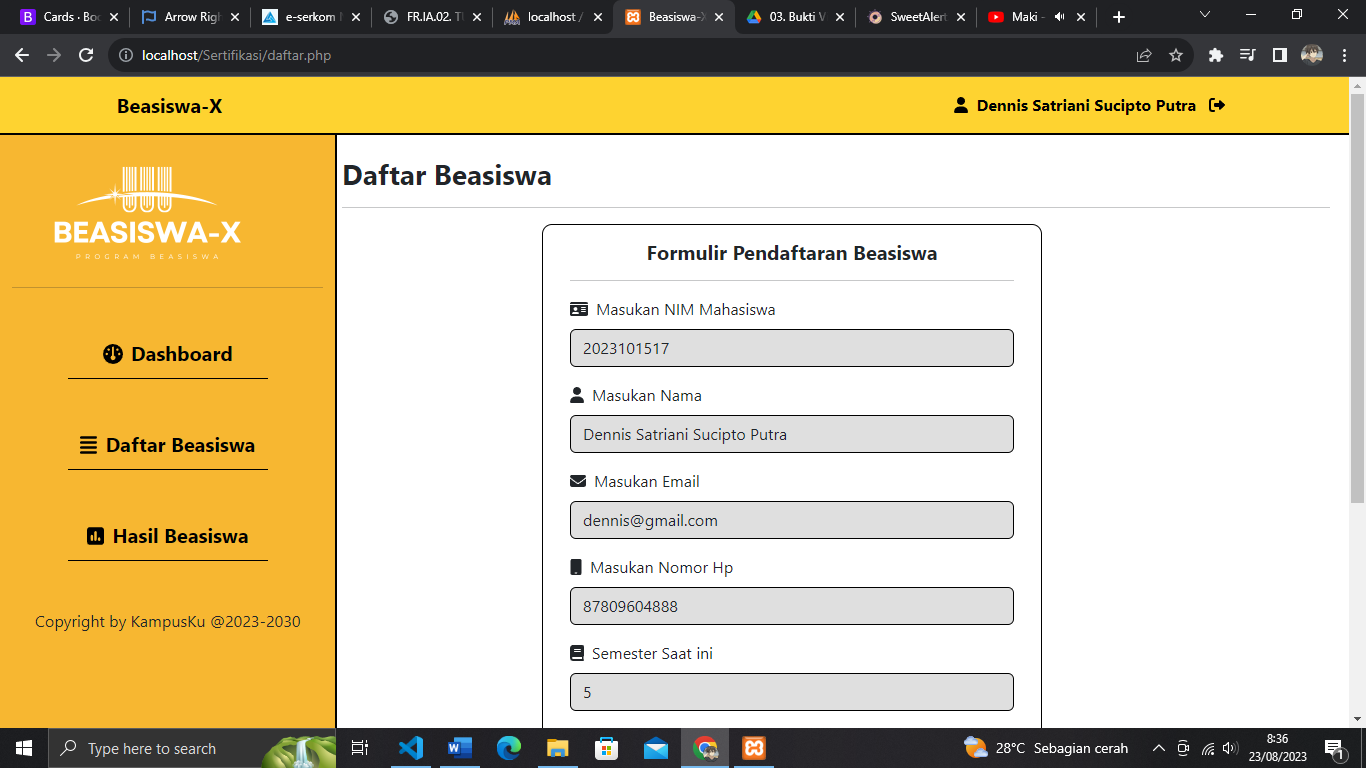 Cards · Boo
Arrow Righ
e-serkom M
FR.IA.02. TU
localhost /
Beasiswa-X
03. Bukti V
SweetAlert
Maki -
localhost/Sertifikasi/daftar.php
Beasiswa-X
Dennis Satriani Sucipto Putra
BEASISWA-X
PROGRAM BEASISWA
Dashboard
Daftar Beasiswa
Hasil Beasiswa
Copyright by KampusKu @2023-2030
Daftar Beasiswa
Formulir Pendaftaran Beasiswa
Masukan NIM Mahasiswa
2023101517
Masukan Nama
Dennis Satriani Sucipto Putra
Masukan Email
dennis@gmail.com
Masukan Nomor Hp
87809604888
Semester Saat ini
5
Type here to search
28°C Sebagian cerah
8:36
23/08/2023
1